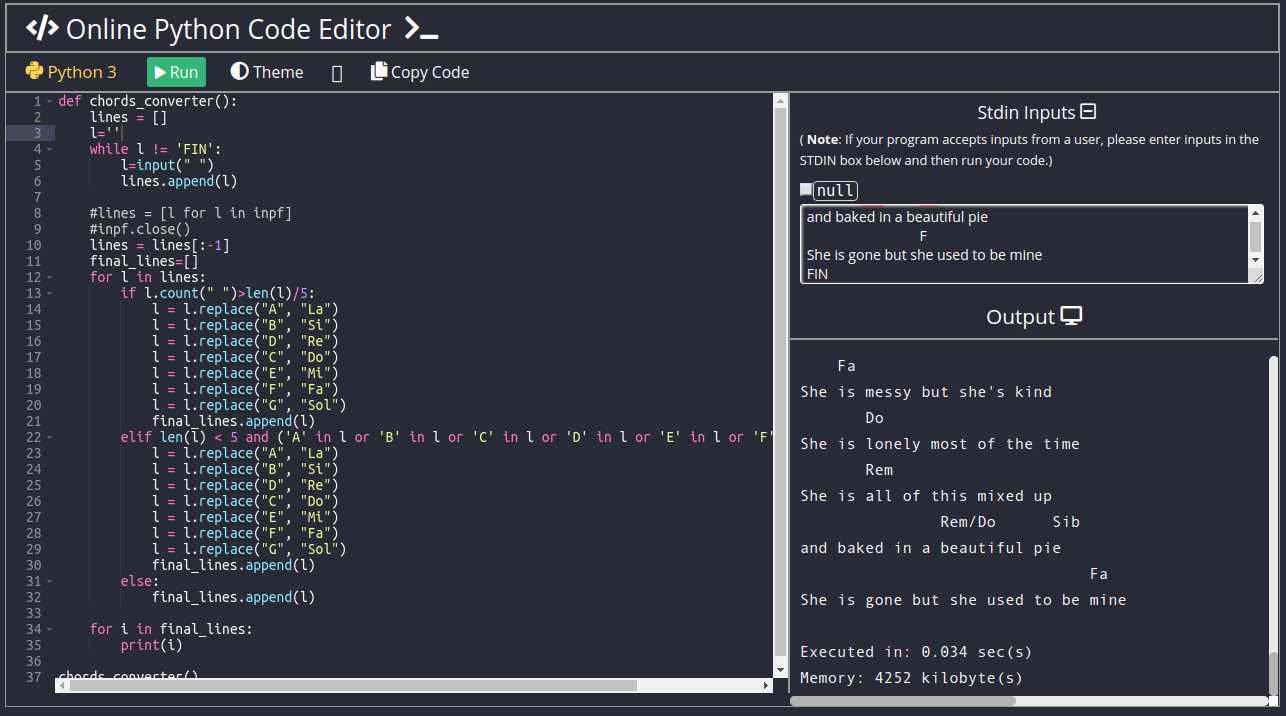 </> Online Python Code Editor >_
Python 3 Run Theme Copy Code
1 def chords_converter():
2     lines = []
3     l=''
4     while l != 'FIN':
5         l=input(" ")
6         lines.append(l)
7
8     #lines = [l for l in inpf]
9     #inpf.close()
10     lines = lines[:-1]
11     final_lines=[]
12     for l in lines:
13         if l.count(" ")>len(l)/5:
14             l = l.replace("A", "La")
15             l = l.replace("B", "Si")
16             l = l.replace("D", "Re")
17             l = l.replace("C", "Do")
18             l = l.replace("E", "Mi")
19             l = l.replace("F", "Fa")
20             l = l.replace("G", "Sol")
21             final_lines.append(l)
22         elif len(l) < 5 and ('A' in l or 'B' in l or 'C' in l or 'D' in l or 'E' in l or 'F'
23             l = l.replace("A", "La")
24             l = l.replace("B", "Si")
25             l = l.replace("D", "Re")
26             l = l.replace("C", "Do")
27             l = l.replace("E", "Mi")
28             l = l.replace("F", "Fa")
29             l = l.replace("G", "Sol")
30             final_lines.append(l)
31         else:
32             final_lines.append(l)
33
34     for i in final_lines:
35         print(i)
36
37 chords_converter()
Stdin Inputs
( Note: If your program accepts inputs from a user, please enter inputs in the
STDIN box below and then run your code.)
null
and baked in a beautiful pie
F
She is gone but she used to be mine
FIN
Output
Fa
She is messy but she's kind
Do
She is lonely most of the time
Rem
She is all of this mixed up
Rem/Do Sib
and baked in a beautiful pie
Fa
She is gone but she used to be mine
Executed in: 0.034 sec(s)
Memory: 4252 kilobyte(s)